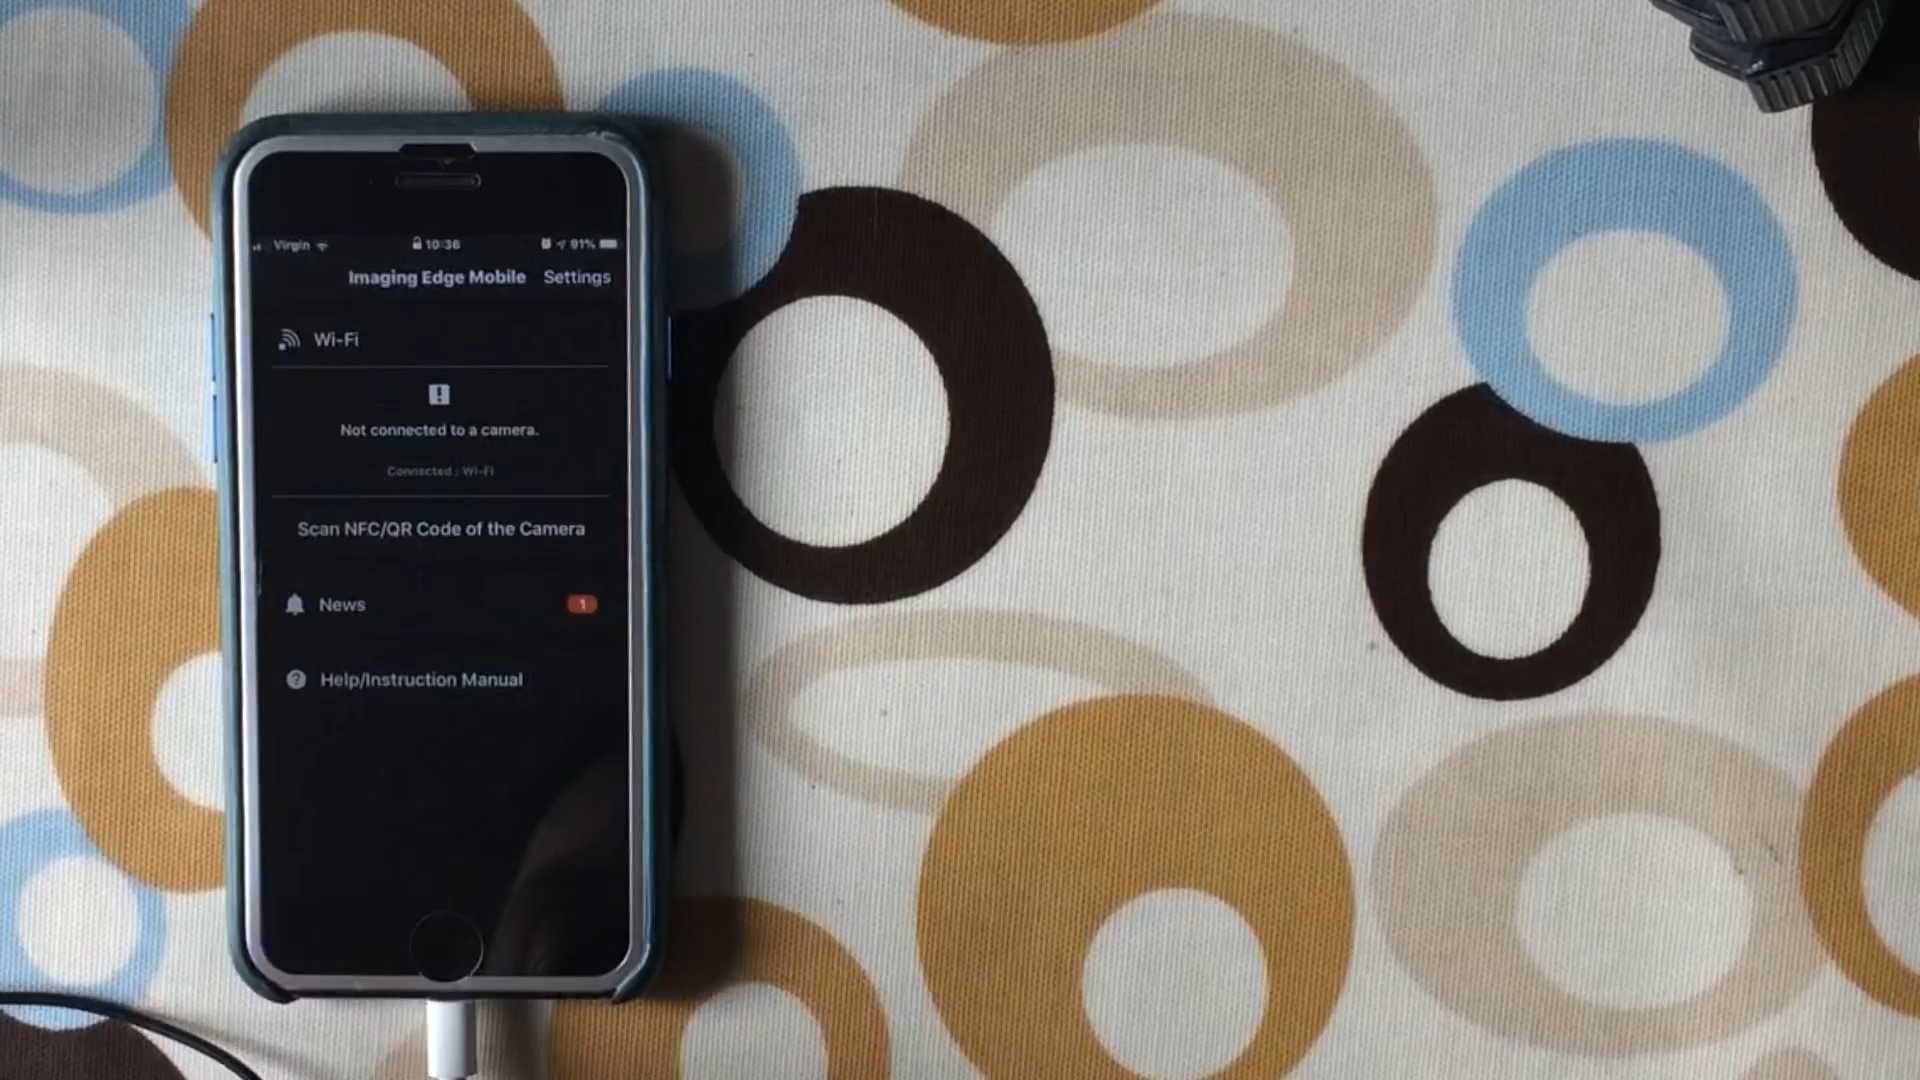 Virgin 10:36 91%
Imaging Edge Mobile Settings
Wi-Fi
Not connected to a camera.
Connected : Wi-Fi
Scan NFC/QR Code of the Camera
News 1
Help/Instruction Manual